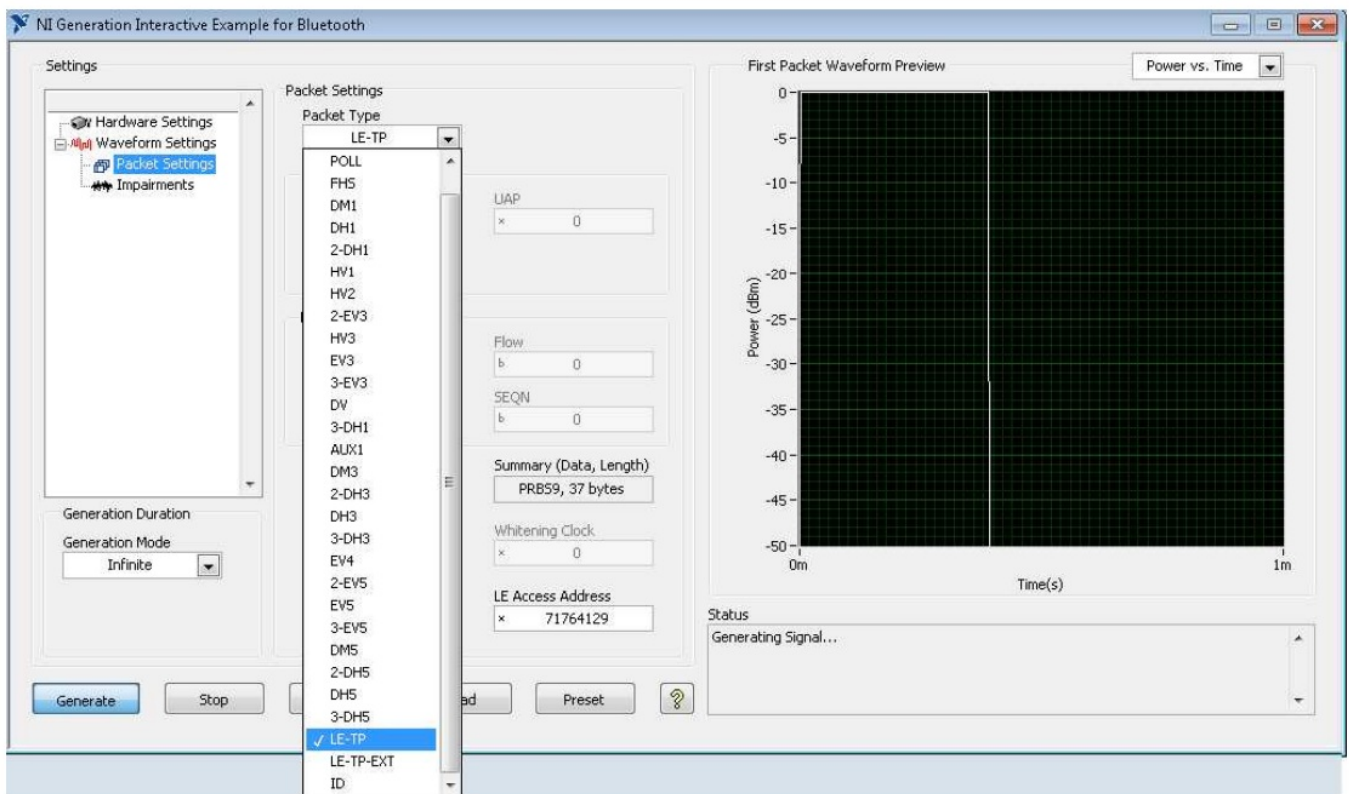 NI Generation Interactive Example for Bluetooth
Settings
Hardware Settings
Waveform Settings
Packet Settings
Impairments
Generation Duration
Generation Mode
Infinite
Packet Settings
Packet Type
LE-TP
POLL
FHS
DM1
DH1
2-DH1
HV1
HV2
2-EV3
HV3
EV3
3-EV3
DV
3-DH1
AUX1
DM3
2-DH3
DH3
3-DH3
EV4
2-EV5
EV5
3-EV5
DM5
2-DH5
DH5
3-DH5
✓ LE-TP
LE-TP-EXT
ID
UAP
x 0
Flow
b 0
SEQN
b 0
Summary (Data, Length)
PRBS9, 37 bytes
Whitening Clock
x 0
LE Access Address
x 71764129
Generate
Stop
ad
Preset
?
First Packet Waveform Preview
Power vs. Time
Power (dBm)
0
-5
-10
-15
-20
-25
-30
-35
-40
-45
-50
0m
1m
Time(s)
Status
Generating Signal...